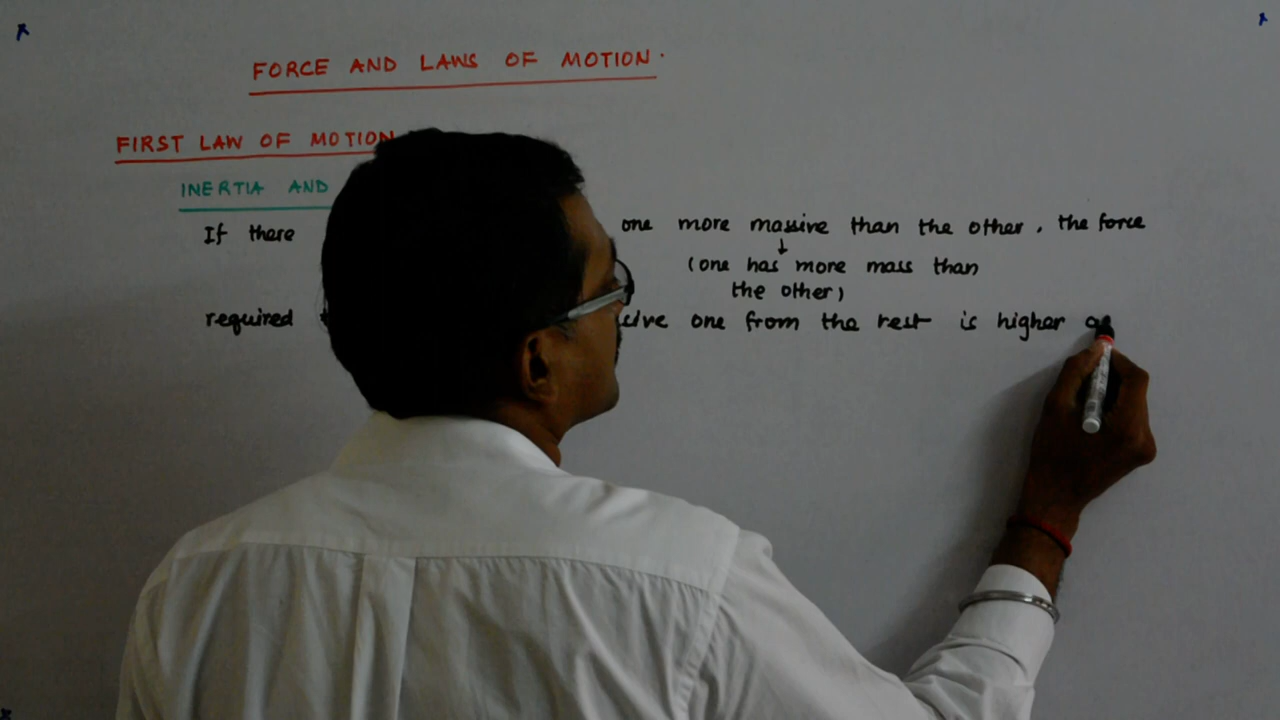 FORCE AND LAWS OF MOTION.
FIRST LAW OF MOTION
INERTIA AND
If there one more massive than the other, the force
(one has more mass than
the other)
required one from the rest is higher